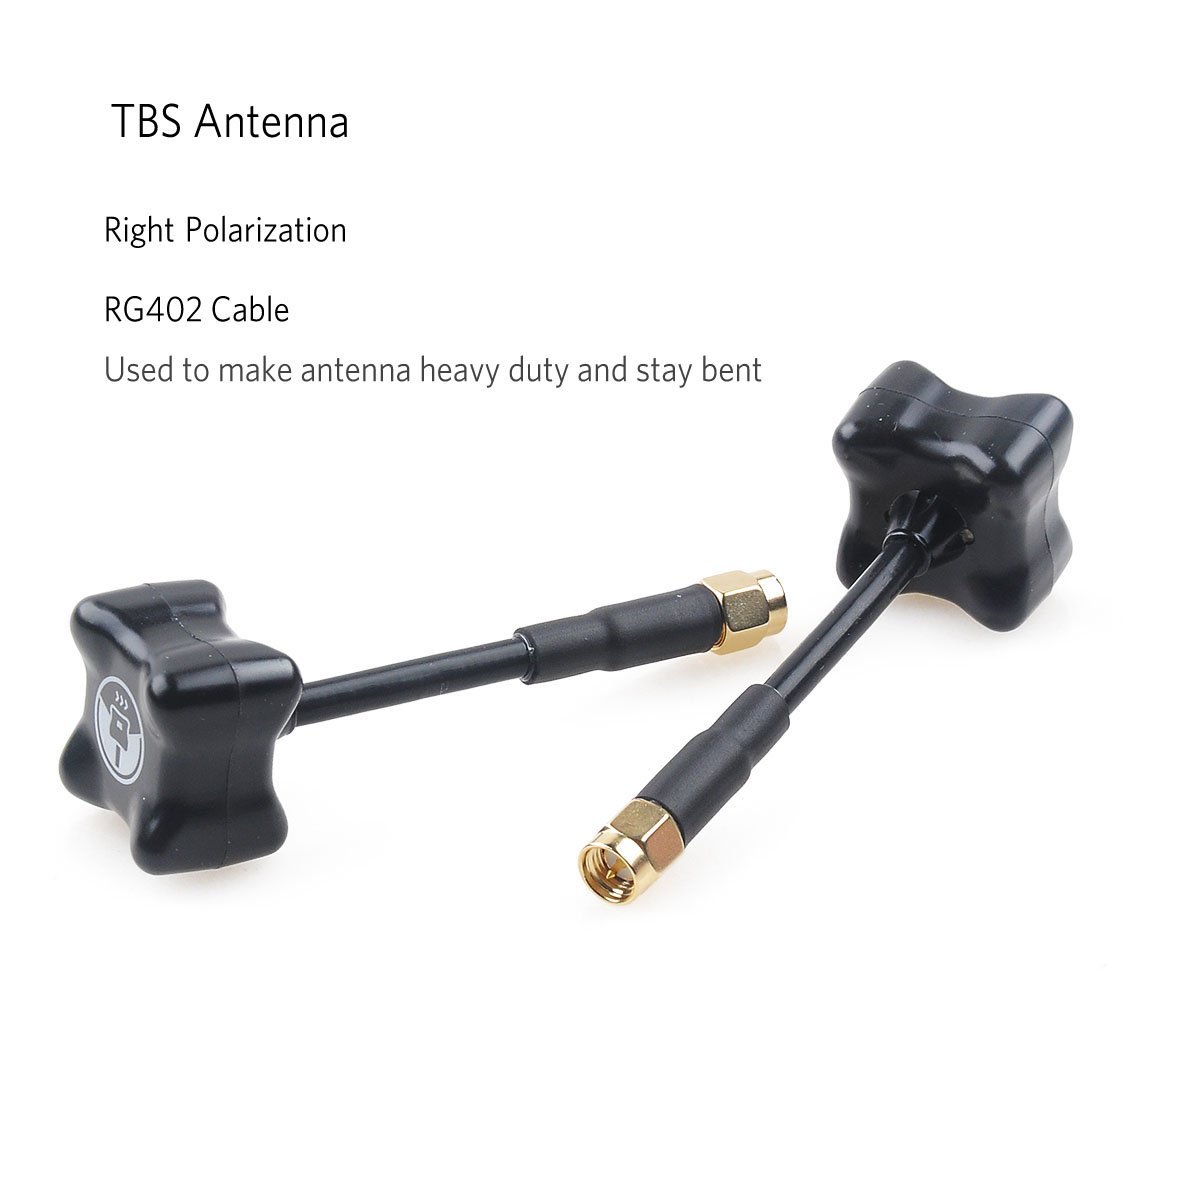 TBS Antenna
Right Polarization
RG402 Cable
Used to make antenna heavy duty and stay bent